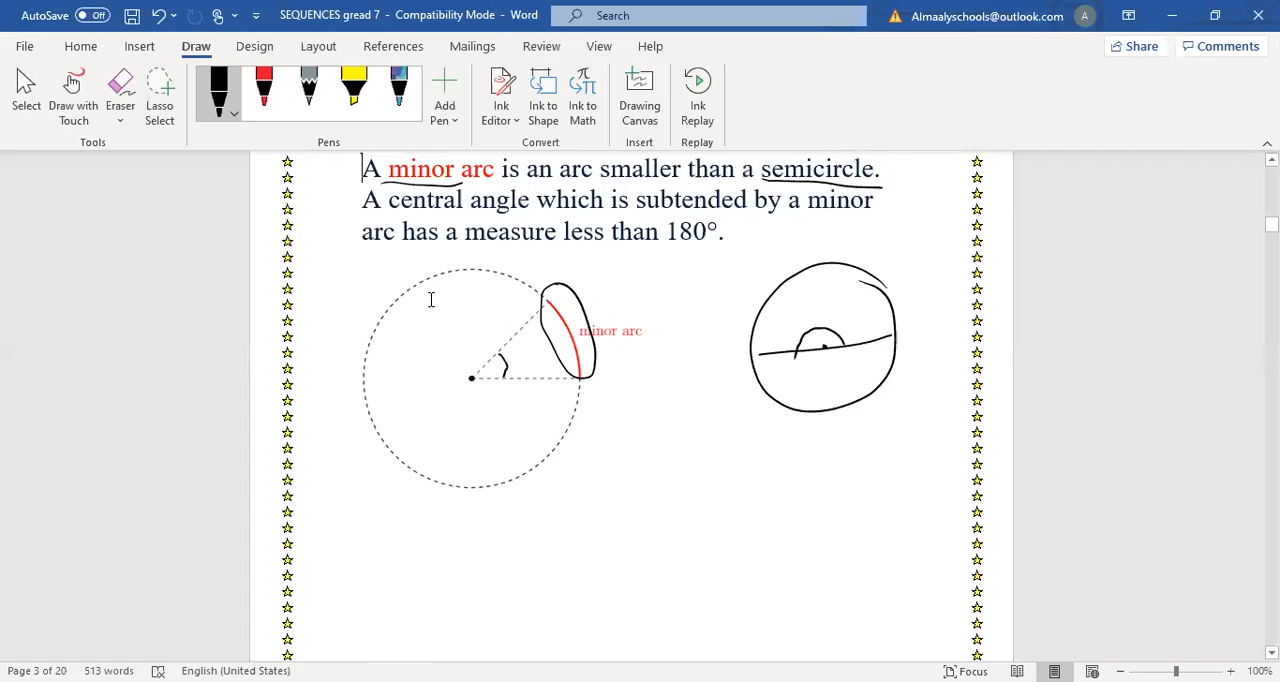 AutoSave Off SEQUENCES gread 7 - Compatibility Mode - Word Search Almaalyschools@outlook.com A
File Home Insert Draw Design Layout References Mailings Review View Help Share Comments
Select Draw with Touch Eraser Lasso Select Add Pen Ink Editor Ink to Shape Ink to Math Drawing Canvas Ink Replay
Tools Pens Convert Insert Replay
A minor arc is an arc smaller than a semicircle.
A central angle which is subtended by a minor
arc has a measure less than 180°.
minor arc
Page 3 of 20 513 words English (United States) Focus 100%